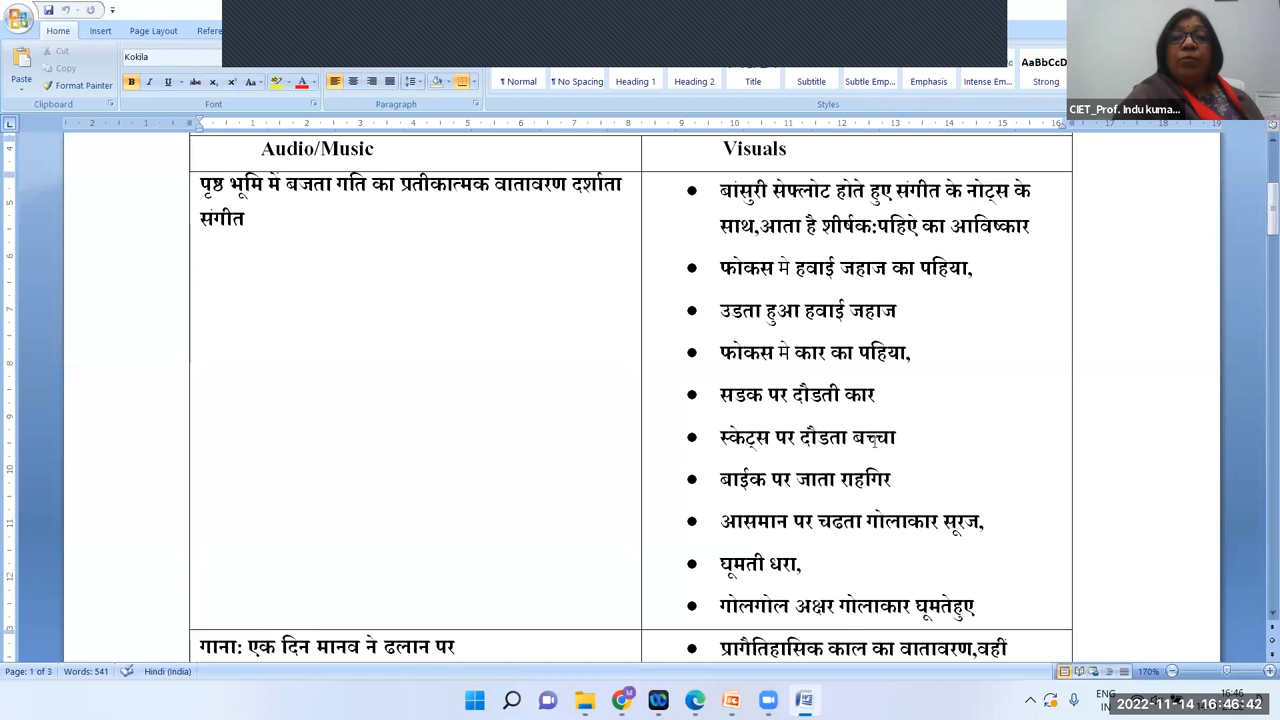 Home Insert Page Layout Refere
Cut
Copy
Format Painter
Paste
Clipboard
Kokila
Font
Paragraph
Normal No Spacing Heading 1 Heading 2 Title Subtitle Subtle Emp... Emphasis Intense Em... Strong
AaBbCcD
Styles
CIET_Prof. Indu kuma...
Audio/Music
Visuals
पृष्ठ भूमि में बजता गति का प्रतीकात्मक वातावरण दर्शाता
संगीत
बांसुरी सेफ्लोट होते हुए संगीत के नोट्स के
साथ,आता है शीर्षक:पहिऐ का आविष्कार
फोकस मे हवाई जहाज का पहिया,
उडता हुआ हवाई जहाज
फोकस मे कार का पहिया,
सडक पर दौडती कार
स्केट्स पर दौडता बच्चा
बाईक पर जाता राहगिर
आसमान पर चढता गोलाकार सूरज,
घूमती धरा,
गोलगोल अक्षर गोलाकार घूमतेहुए
गाना: एक दिन मानव ने ढलान पर
प्रागैतिहासिक काल का वातावरण,वहीं
Page: 1 of 3 Words: 541 Hindi (India) 170%
ENG
IN
16:46
2022-11-14 16:46:42